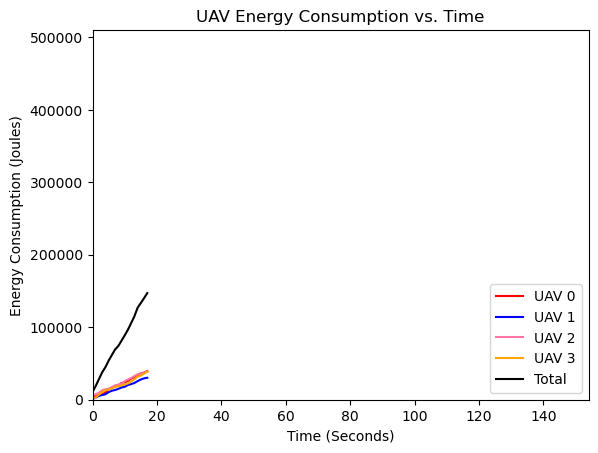 UAV Energy Consumption vs. Time
Energy Consumption (Joules)
500000
400000
300000
200000
100000
0
0 20 40 60 80 100 120 140
Time (Seconds)
UAV 0
UAV 1
UAV 2
UAV 3
Total